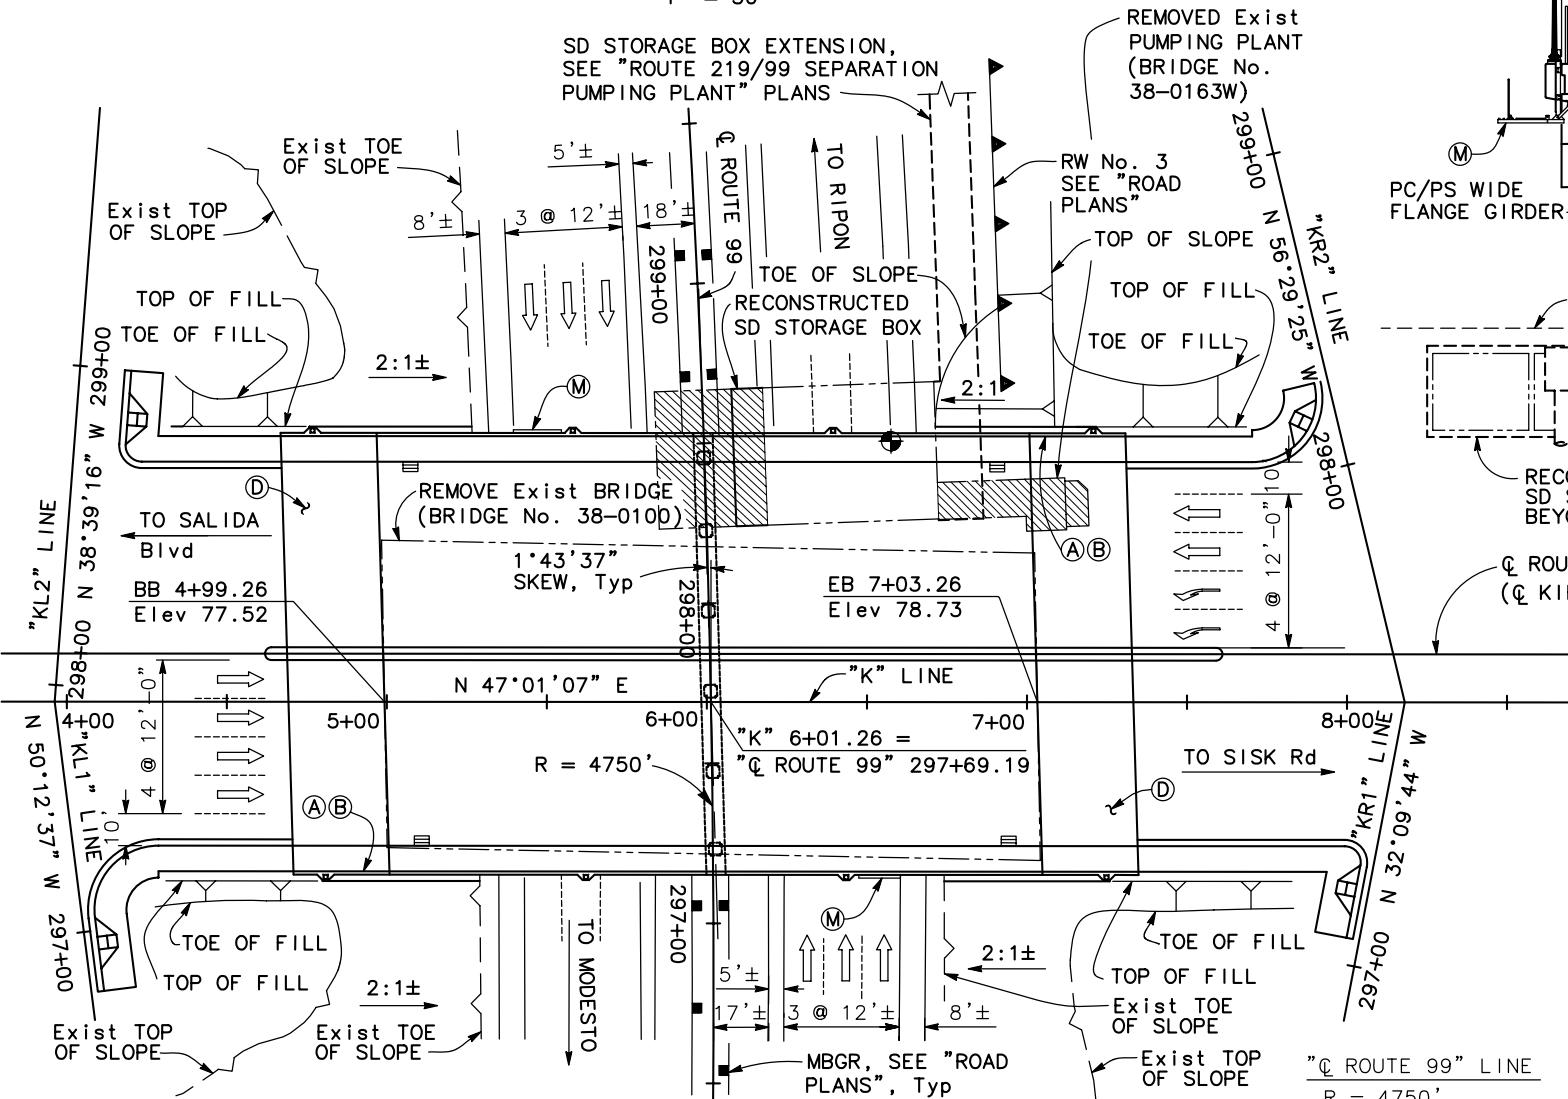 SD STORAGE BOX EXTENSION,
SEE "ROUTE 219/99 SEPARATION
PUMPING PLANT" PLANS
REMOVED Exist
PUMPING PLANT
(BRIDGE No.
38-0163W)
Exist TOE
OF SLOPE
5'±
8'±
3 @ 12'±
18'±
℄ ROUTE 99
TO RIPON
299+00
RW No. 3
SEE "ROAD
PLANS"
299+00
N 56°29'25" W
"KR2" LINE
298+00
M
PC/PS WIDE
FLANGE GIRDER
Exist TOP
OF SLOPE
TOP OF SLOPE
TOE OF SLOPE
RECONSTRUCTED
SD STORAGE BOX
TOP OF FILL
TOE OF FILL
TOP OF FILL
TOE OF FILL
2:1±
M
2:1
299+00
N 38°39'16" W
"KL2" LINE
298+00
D
REMOVE Exist BRIDGE
(BRIDGE No. 38-0100)
TO SALIDA
Blvd
1°43'37"
SKEW, Typ
298+00
A B
10'
4 @ 12'-0"
RECO
SD S
BEYO
BB 4+99.26
Elev 77.52
EB 7+03.26
Elev 78.73
℄ ROU
(℄ KI
N 47°01'07" E
"K" LINE
4+00
5+00
6+00
7+00
8+00
4 @ 12'-0"
10'
R = 4750'
"K" 6+01.26 =
"℄ ROUTE 99" 297+69.19
TO SISK Rd
A B
D
N 50°12'37" W
"KL1" LINE
297+00
"KR1" LINE
N 32°09'44" W
297+00
TOE OF FILL
TOP OF FILL
297+00
TO MODESTO
M
2:1±
2:1±
TOE OF FILL
TOP OF FILL
5'±
17'±
3 @ 12'±
8'±
Exist TOP
OF SLOPE
Exist TOE
OF SLOPE
Exist TOE
OF SLOPE
MBGR, SEE "ROAD
PLANS", Typ
Exist TOP
OF SLOPE
"℄ ROUTE 99" LINE
R = 4750'